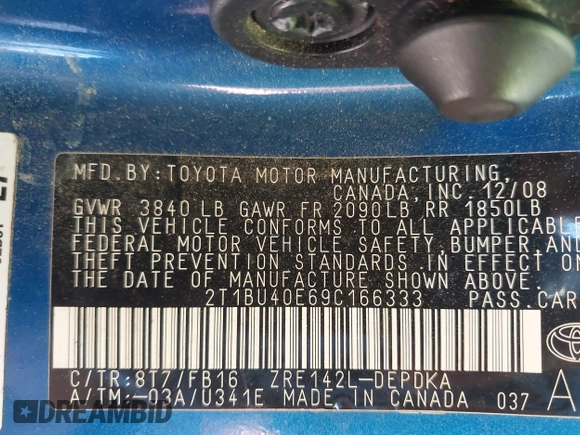 MFD.BY:TOYOTA MOTOR MANUFACTURING,
CANADA, INC. 12/08
GVWR 3840 LB GAWR FR 2090LB RR 1850LB
THIS VEHICLE CONFORMS TO ALL APPLICABLE
FEDERAL MOTOR VEHICLE SAFETY, BUMPER, AND
THEFT PREVENTION STANDARDS IN EFFECT ON
THE DATE OF MANUFACTURE SHOWN ABOVE.
2T1BU40E69C166333 PASS.CAR
C/TR:8T7/FB16 ZRE142L-DEPDKA
A/TM:-03A/U341E MADE IN CANADA 037 A
TOYOTA
DREAMBID